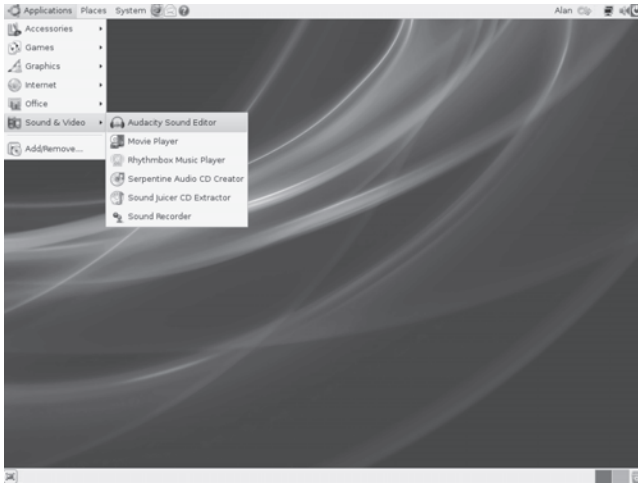 Applications Places System Alan
Accessories
Games
Graphics
Internet
Office
Sound & Video
Add/Remove...
Audacity Sound Editor
Movie Player
Rhythmbox Music Player
Serpentine Audio CD Creator
Sound Juicer CD Extractor
Sound Recorder